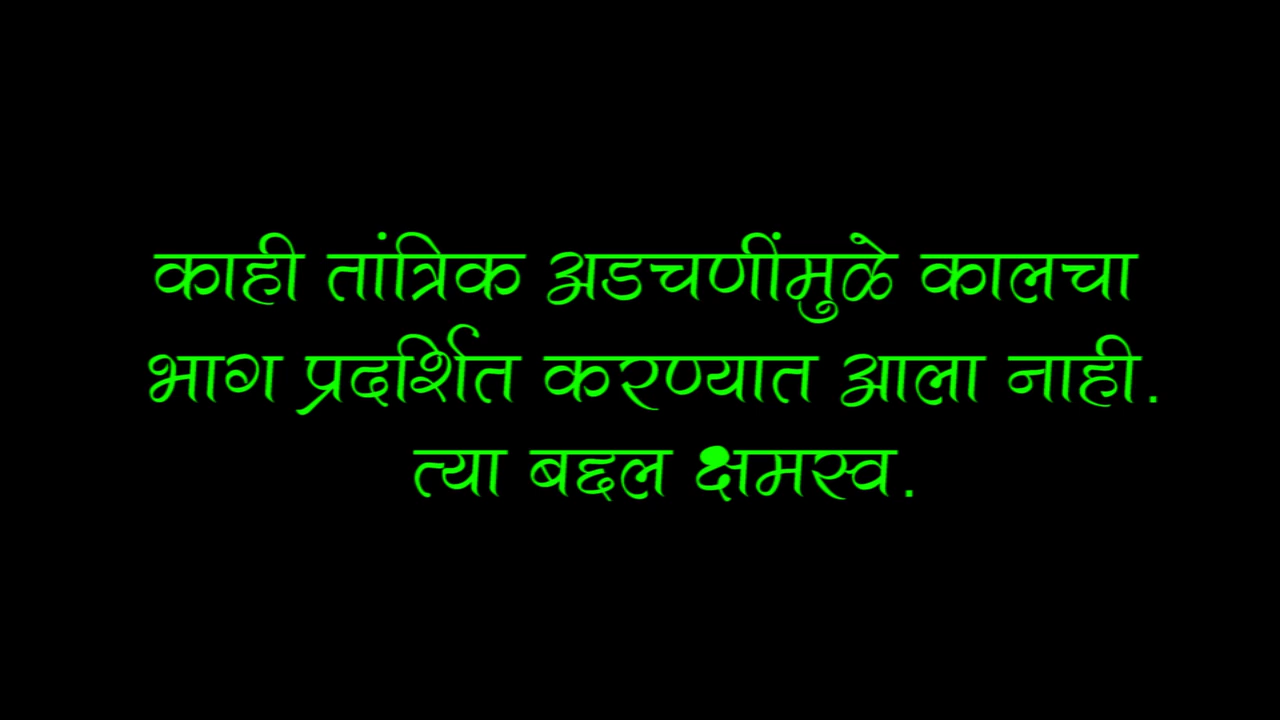 काही तांत्रिक अडचणींमुळे कालचा
भाग प्रदर्शित करण्यात आला नाही.
त्या बद्दल क्षमस्व.